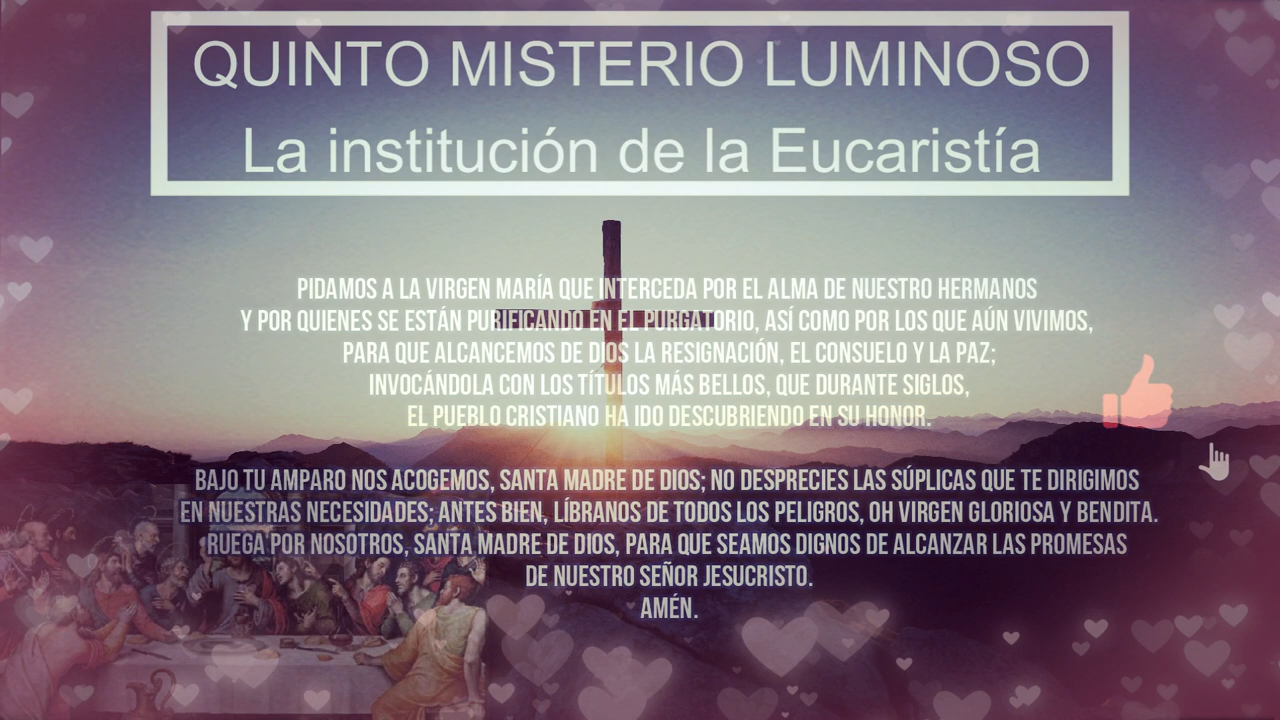 QUINTO MISTERIO LUMINOSO
La institución de la Eucaristía
PIDAMOS A LA VIRGEN MARÍA QUE INTERCEDA POR EL ALMA DE NUESTRO HERMANOS
Y POR QUIENES SE ESTÁN PURIFICANDO EN EL PURGATORIO, ASÍ COMO POR LOS QUE AÚN VIVIMOS,
PARA QUE ALCANCEMOS DE DIOS LA RESIGNACIÓN, EL CONSUELO Y LA PAZ;
INVOCÁNDOLA CON LOS TÍTULOS MÁS BELLOS, QUE DURANTE SIGLOS,
EL PUEBLO CRISTIANO HA IDO DESCUBRIENDO EN SU HONOR.
BAJO TU AMPARO NOS ACOGEMOS, SANTA MADRE DE DIOS; NO DESPRECIES LAS SÚPLICAS QUE TE DIRIGIMOS
EN NUESTRAS NECESIDADES; ANTES BIEN, LÍBRANOS DE TODOS LOS PELIGROS, OH VIRGEN GLORIOSA Y BENDITA.
RUEGA POR NOSOTROS, SANTA MADRE DE DIOS, PARA QUE SEAMOS DIGNOS DE ALCANZAR LAS PROMESAS
DE NUESTRO SEÑOR JESUCRISTO.
AMÉN.